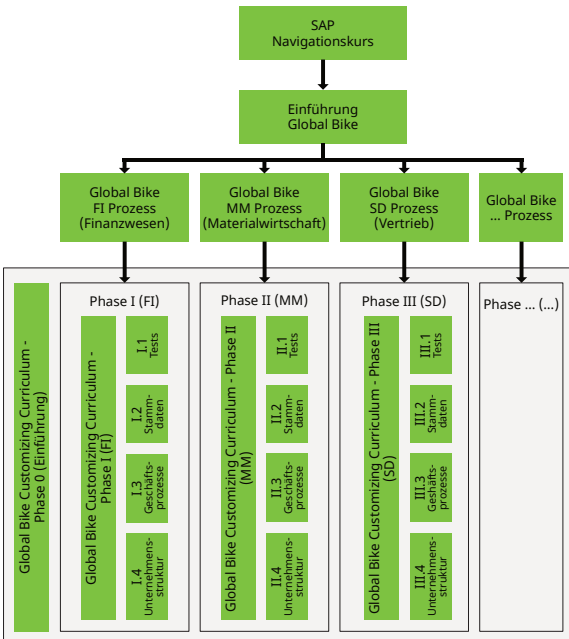 SAP
Navigationskurs
Einführung
Global Bike
Global Bike
FI Prozess
(Finanzwesen)
Global Bike
MM Prozess
(Materialwirtschaft)
Global Bike
SD Prozess
(Vertrieb)
Global Bike
... Prozess
Global Bike Customizing Curriculum -
Phase 0 (Einführung)
Phase I (FI)
Global Bike Customizing Curriculum -
Phase I (FI)
I.1
Tests
I.2
Stamm-
daten
I.3
Geschäfts-
prozesse
I.4
Unternehmens-
struktur
Phase II (MM)
Global Bike Customizing Curriculum - Phase II
(MM)
II.1
Tests
II.2
Stamm-
daten
II.3
Geschäfts-
prozesse
II.4
Unternehmens-
struktur
Phase III (SD)
Global Bike Customizing Curriculum - Phase III
(SD)
III.1
Tests
III.2
Stamm-
daten
III.3
Geshäfts-
prozesse
III.4
Unternehmens-
struktur
Phase ... (...)